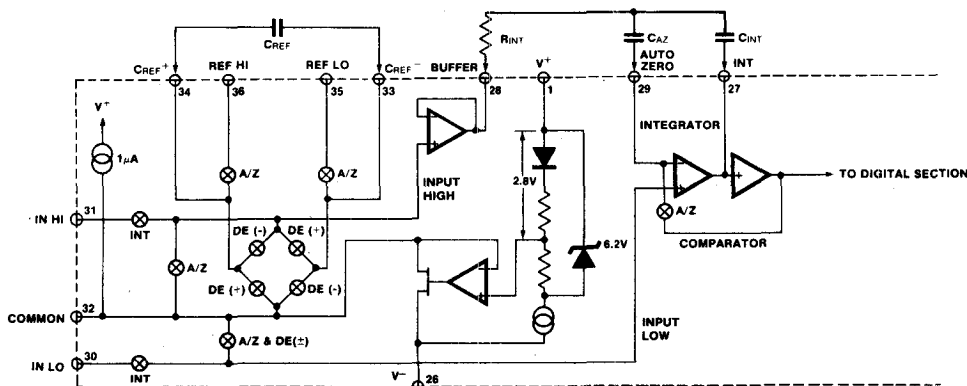 CREF
RINT
CAZ
CINT
CREF+
REF HI
REF LO
CREF−
BUFFER
V+
AUTO
ZERO
INT
34
36
35
33
28
1
29
27
V+
1μA
A/Z
A/Z
INTEGRATOR
2.8V
TO DIGITAL SECTION
INPUT
HIGH
IN HI
31
INT
DE (-)
DE (+)
6.2V
A/Z
COMPARATOR
A/Z
DE (+)
DE (-)
COMMON
32
INPUT
LOW
A/Z & DE(±)
IN LO
30
INT
V−
26